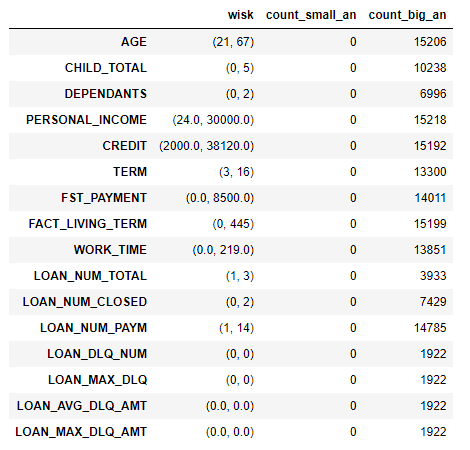 wisk count_small_an count_big_an
AGE (21, 67) 0 15206
CHILD_TOTAL (0, 5) 0 10238
DEPENDANTS (0, 2) 0 6996
PERSONAL_INCOME (24.0, 30000.0) 0 15218
CREDIT (2000.0, 38120.0) 0 15192
TERM (3, 16) 0 13300
FST_PAYMENT (0.0, 8500.0) 0 14011
FACT_LIVING_TERM (0, 445) 0 15199
WORK_TIME (0.0, 219.0) 0 13851
LOAN_NUM_TOTAL (1, 3) 0 3933
LOAN_NUM_CLOSED (0, 2) 0 7429
LOAN_NUM_PAYM (1, 14) 0 14785
LOAN_DLQ_NUM (0, 0) 0 1922
LOAN_MAX_DLQ (0, 0) 0 1922
LOAN_AVG_DLQ_AMT (0.0, 0.0) 0 1922
LOAN_MAX_DLQ_AMT (0.0, 0.0) 0 1922